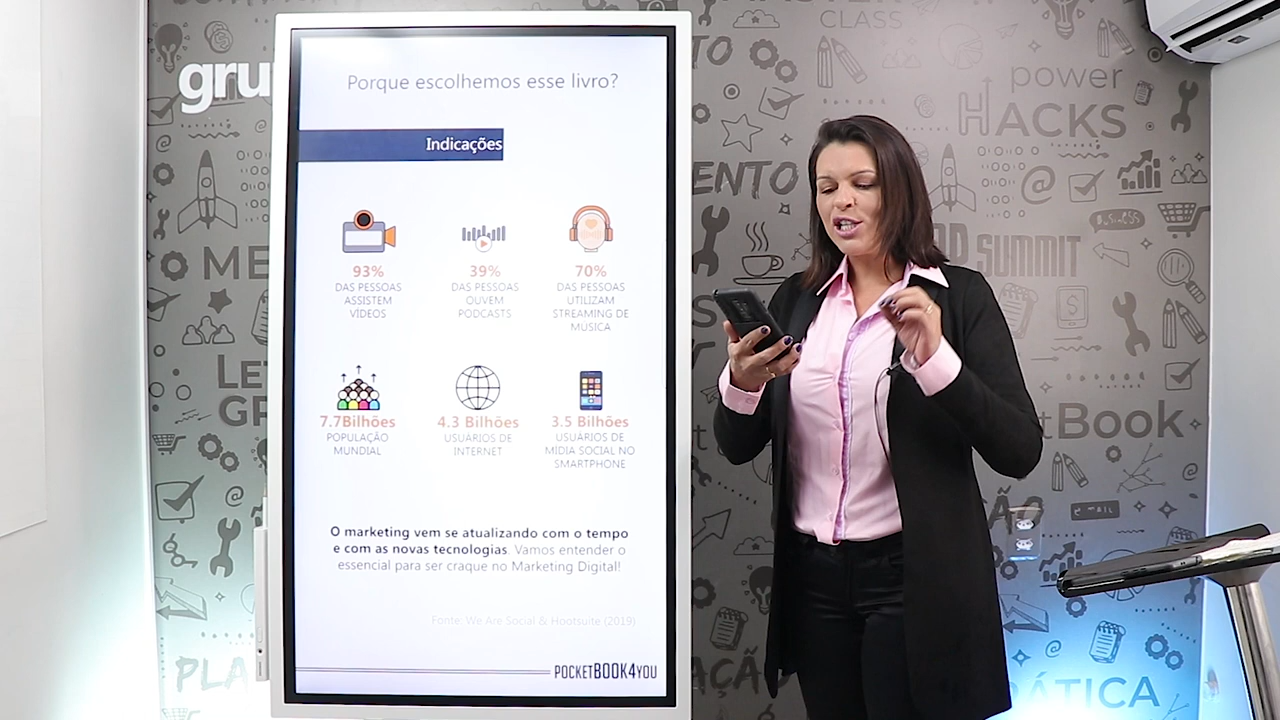 Porque escolhemos esse livro?
Indicações
93%
DAS PESSOAS
ASSISTEM
VÍDEOS
39%
DAS PESSOAS
OUVEM
PODCASTS
70%
DAS PESSOAS
UTILIZAM
STREAMING DE
MÚSICA
7.7Bilhões
POPULAÇÃO
MUNDIAL
4.3 Bilhões
USUÁRIOS DE
INTERNET
3.5 Bilhões
USUÁRIOS DE
MÍDIA SOCIAL NO
SMARTPHONE
O marketing vem se atualizando com o tempo
e com as novas tecnologias. Vamos entender o
essencial para ser craque no Marketing Digital!
Fonte: We Are Social & Hootsuite (2019)
POCKETBOOK4YOU
gru
CLASS
power
HACKS
ENTO
SUMMIT
Book
E-MAIL
ÁTICA